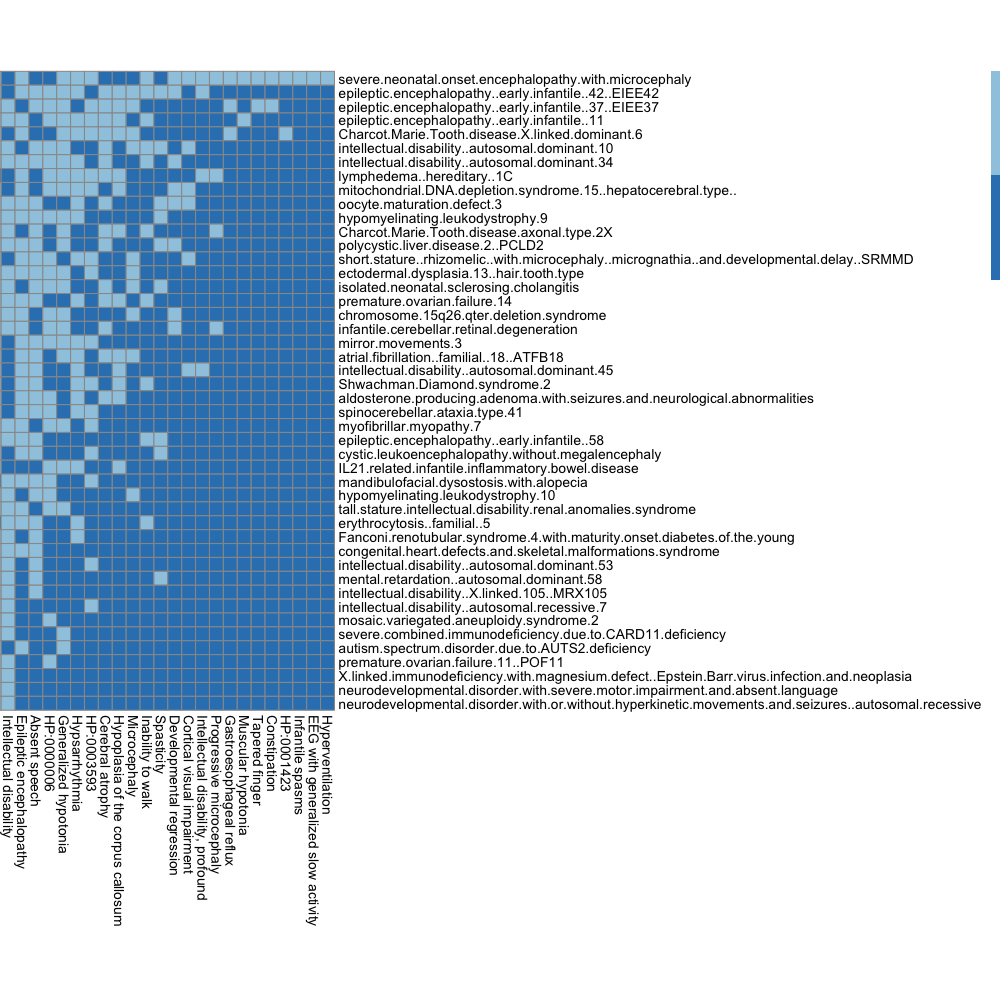 severe.neonatal.onset.encephalopathy.with.microcephaly
epileptic.encephalopathy..early.infantile..42..EIEE42
epileptic.encephalopathy..early.infantile..37..EIEE37
epileptic.encephalopathy..early.infantile..11
Charcot.Marie.Tooth.disease.X.linked.dominant.6
intellectual.disability..autosomal.dominant.10
intellectual.disability..autosomal.dominant.34
lymphedema..hereditary..1C
mitochondrial.DNA.depletion.syndrome.15..hepatocerebral.type..
oocyte.maturation.defect.3
hypomyelinating.leukodystrophy.9
Charcot.Marie.Tooth.disease.axonal.type.2X
polycystic.liver.disease.2..PCLD2
short.stature..rhizomelic..with.microcephaly..micrognathia..and.developmental.delay..SRMMD
ectodermal.dysplasia.13..hair.tooth.type
isolated.neonatal.sclerosing.cholangitis
premature.ovarian.failure.14
chromosome.15q26.qter.deletion.syndrome
infantile.cerebellar.retinal.degeneration
mirror.movements.3
atrial.fibrillation..familial..18..ATFB18
intellectual.disability..autosomal.dominant.45
Shwachman.Diamond.syndrome.2
aldosterone.producing.adenoma.with.seizures.and.neurological.abnormalities
spinocerebellar.ataxia.type.41
myofibrillar.myopathy.7
epileptic.encephalopathy..early.infantile..58
cystic.leukoencephalopathy.without.megalencephaly
IL21.related.infantile.inflammatory.bowel.disease
mandibulofacial.dysostosis.with.alopecia
hypomyelinating.leukodystrophy.10
tall.stature.intellectual.disability.renal.anomalies.syndrome
erythrocytosis..familial..5
Fanconi.renotubular.syndrome.4.with.maturity.onset.diabetes.of.the.young
congenital.heart.defects.and.skeletal.malformations.syndrome
intellectual.disability..autosomal.dominant.53
mental.retardation..autosomal.dominant.58
intellectual.disability..X.linked.105..MRX105
intellectual.disability..autosomal.recessive.7
mosaic.variegated.aneuploidy.syndrome.2
severe.combined.immunodeficiency.due.to.CARD11.deficiency
autism.spectrum.disorder.due.to.AUTS2.deficiency
premature.ovarian.failure.11..POF11
X.linked.immunodeficiency.with.magnesium.defect..Epstein.Barr.virus.infection.and.neoplasia
neurodevelopmental.disorder.with.severe.motor.impairment.and.absent.language
neurodevelopmental.disorder.with.or.without.hyperkinetic.movements.and.seizures..autosomal.recessive
Intellectual disability
Epileptic encephalopathy
Absent speech
HP:0000006
Generalized hypotonia
Hypsarrhythmia
HP:0003593
Cerebral atrophy
Hypoplasia of the corpus callosum
Microcephaly
Inability to walk
Spasticity
Developmental regression
Cortical visual impairment
Intellectual disability, profound
Progressive microcephaly
Gastroesophageal reflux
Muscular hypotonia
Tapered finger
Constipation
HP:0001423
Infantile spasms
EEG with generalized slow activity
Hyperventilation